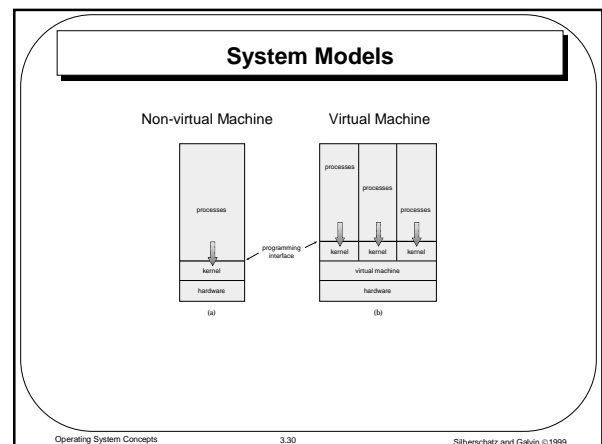 System Models
Non-virtual Machine Virtual Machine
processes
processes
processes
processes
programming
interface
kernel
kernel kernel kernel
virtual machine
hardware
hardware
(a) (b)
Operating System Concepts 3.30 Silberschatz and Galvin ©1999